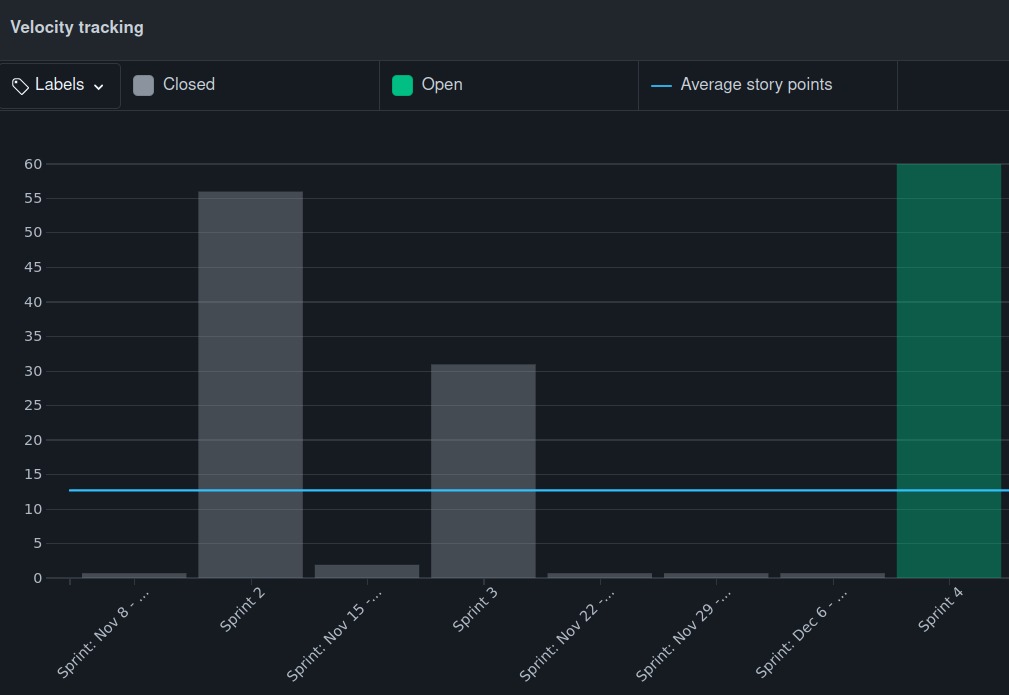 Velocity tracking
Labels
Closed
Open
Average story points
60
55
50
45
40
35
30
25
20
15
10
5
0
Sprint: Nov 8 - ...
Sprint 2
Sprint: Nov 15 -...
Sprint 3
Sprint: Nov 22 -...
Sprint: Nov 29 -...
Sprint: Dec 6 - ...
Sprint 4